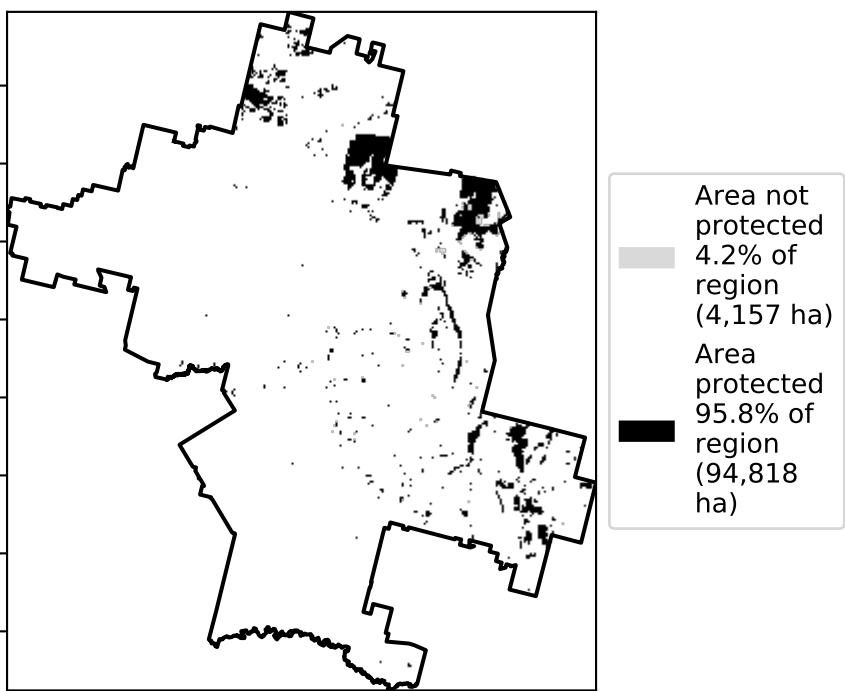 Area not
protected
4.2% of
region
(4,157 ha)
Area
protected
95.8% of
region
(94,818
ha)